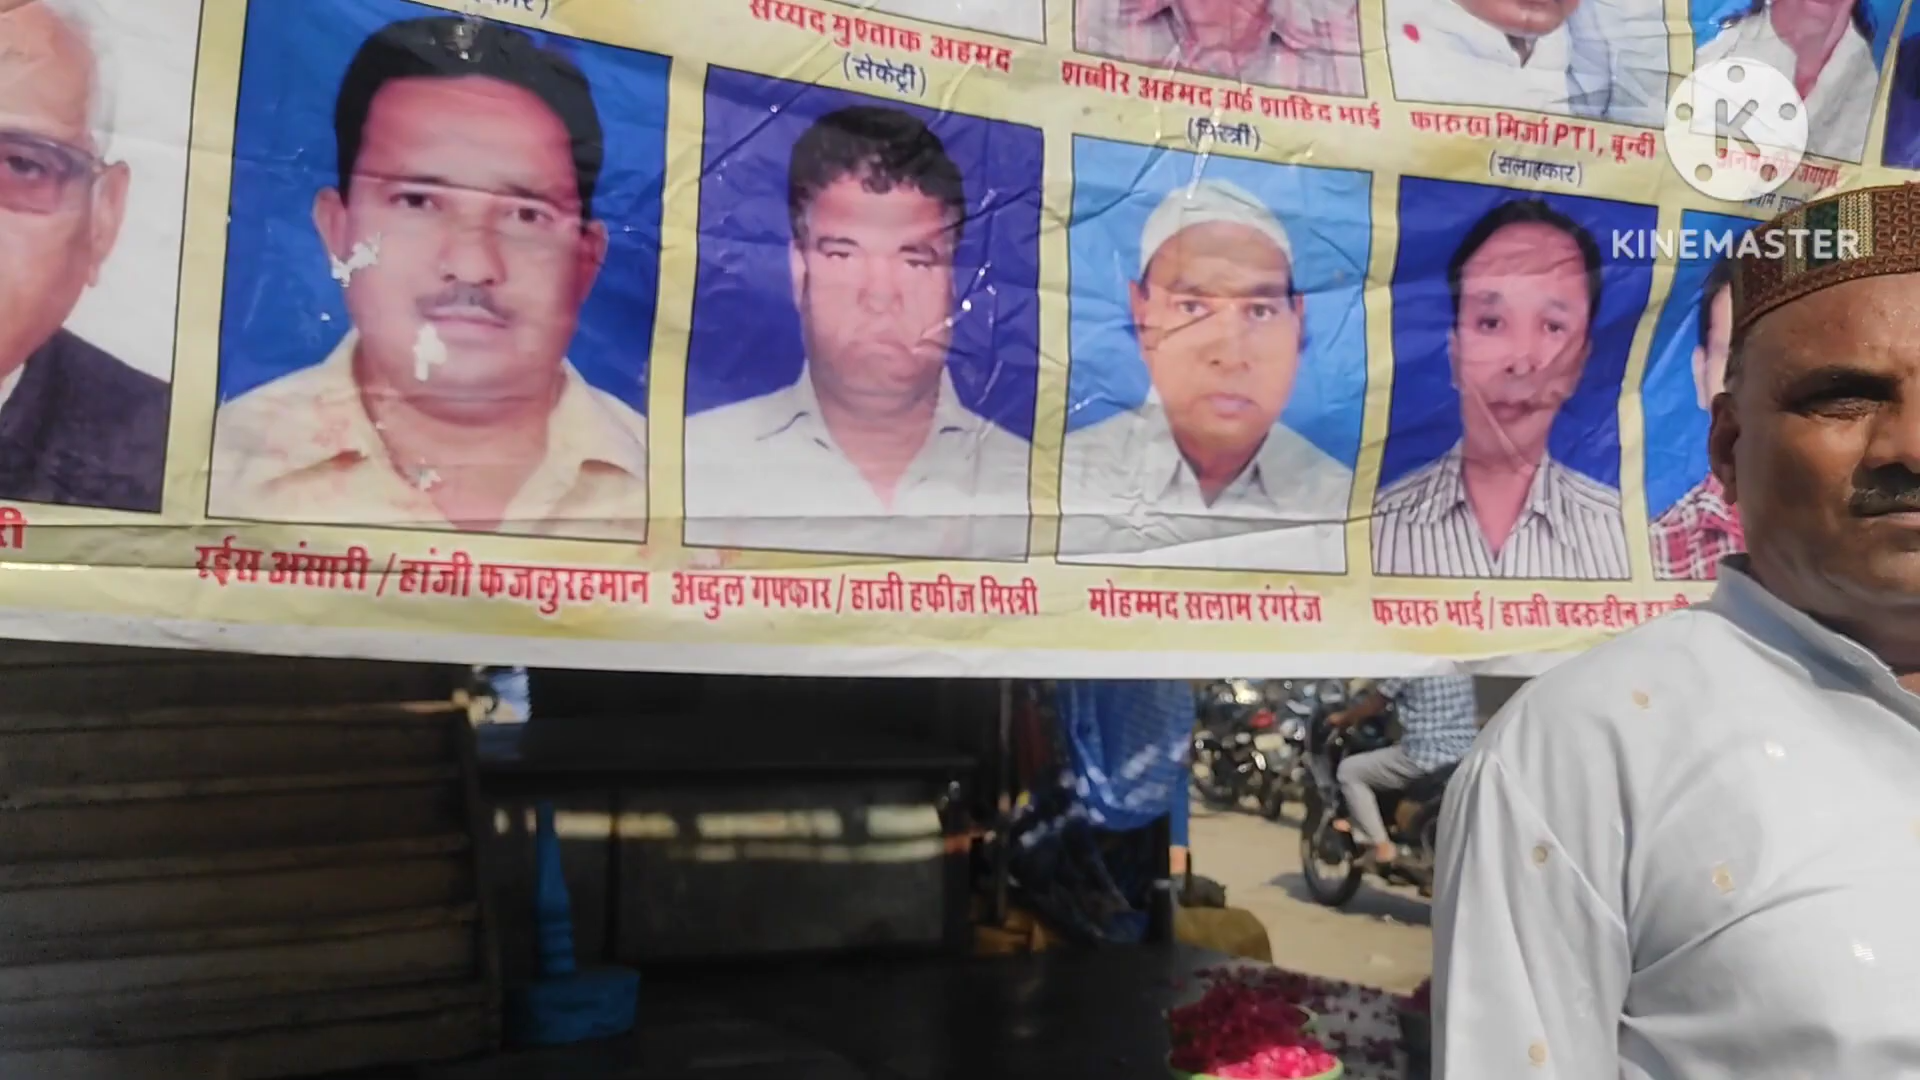 सय्यद मुश्ताक अहमद
(सेकेट्री)
शब्बीर अहमद उर्फ शाहिद भाई
(मिस्त्री)
फारुख मिर्जा PTI, बून्दी
(सलाहकार)
K
KINEMASTER
री
रईस अंसारी / हांजी फजलुरहमान
अब्दुल गफ्कार / हाजी हफीज मिस्त्री
मोहम्मद सलाम रंगरेज
फखरु भाई / हाजी बदरुद्दीन